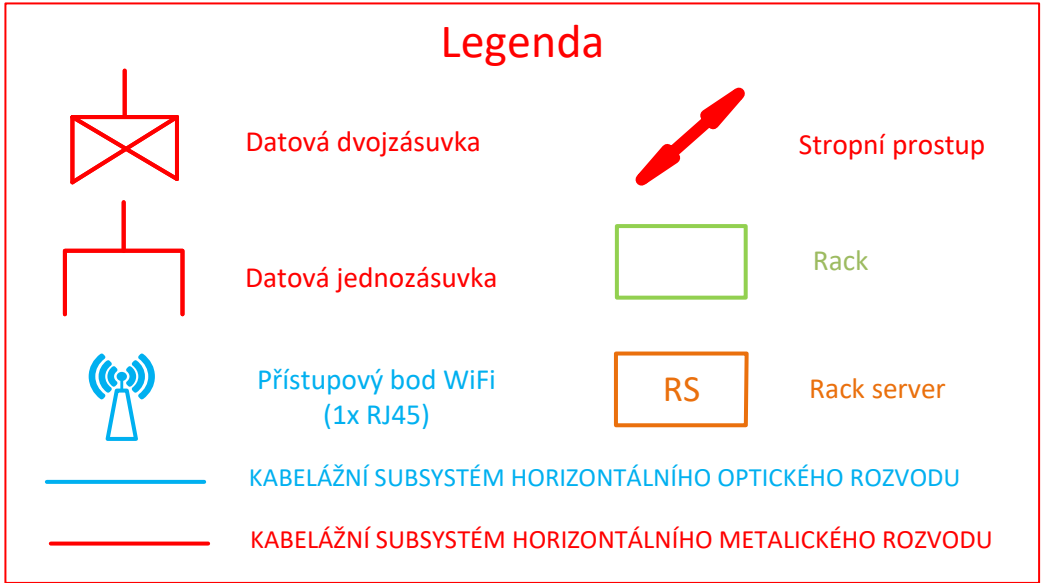 Legenda
Datová dvojzásuvka
Stropní prostup
Datová jednozásuvka
Rack
Přístupový bod WiFi
(1x RJ45)
RS
Rack server
KABELÁŽNÍ SUBSYSTÉM HORIZONTÁLNÍHO OPTICKÉHO ROZVODU
KABELÁŽNÍ SUBSYSTÉM HORIZONTÁLNÍHO METALICKÉHO ROZVODU